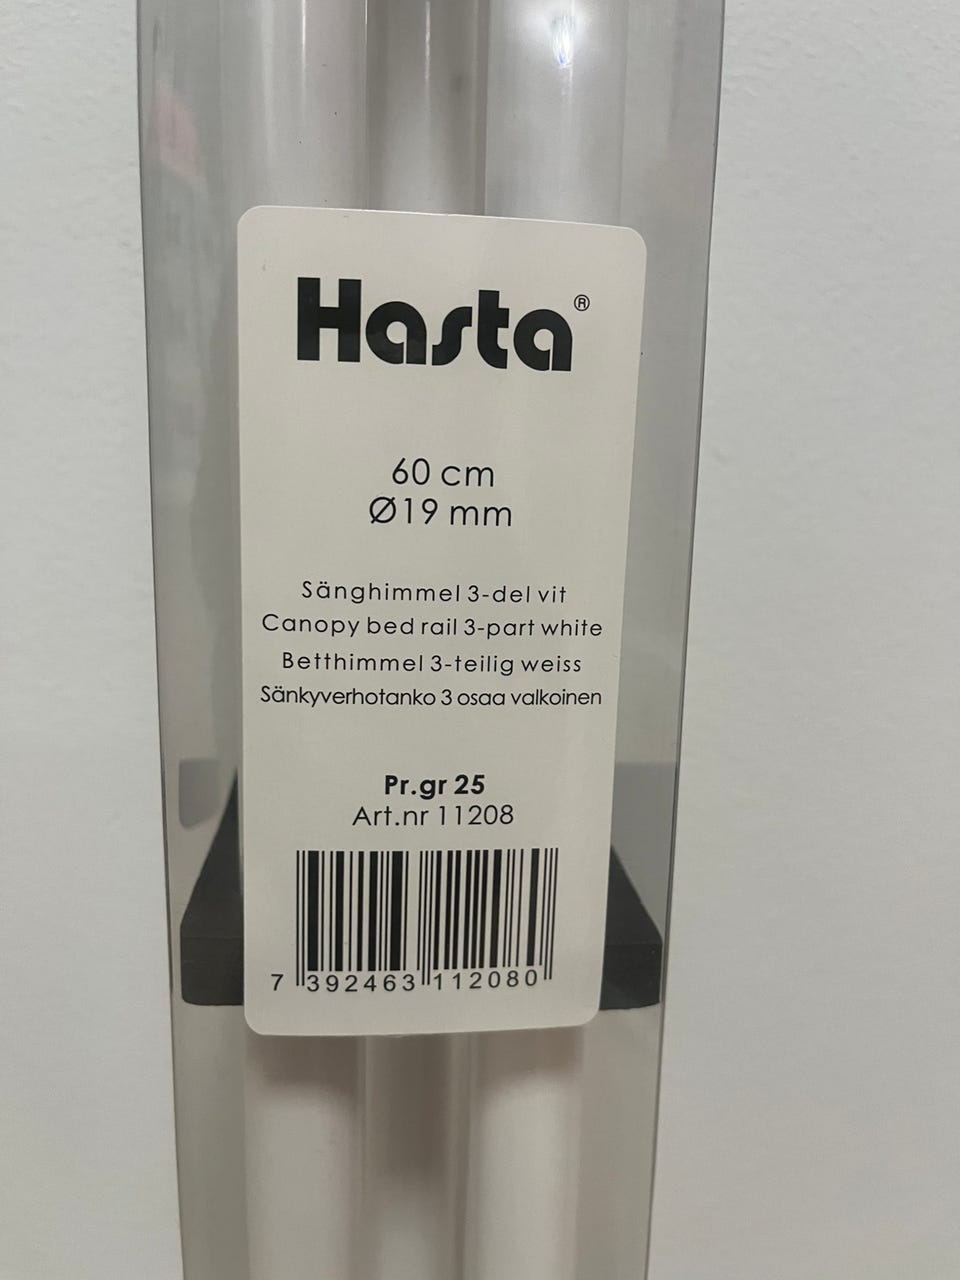 Hasta®
60 cm
Ø19 mm
Sänghimmel 3-del vit
Canopy bed rail 3-part white
Betthimmel 3-teilig weiss
Sänkyverhotanko 3 osaa valkoinen
Pr.gr 25
Art.nr 11208
7 392463 112080